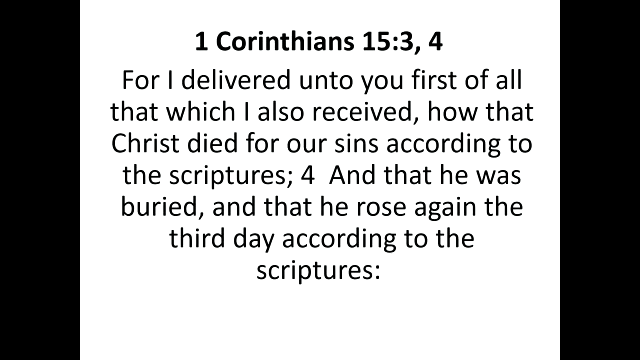 1 Corinthians 15:3, 4
For I delivered unto you first of all
that which I also received, how that
Christ died for our sins according to
the scriptures; 4  And that he was
buried, and that he rose again the
third day according to the
scriptures: